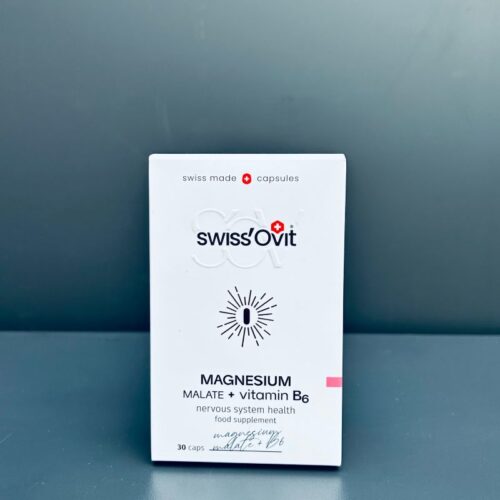 swiss made + capsules
SOV
swiss'Ovit
MAGNESIUM
MALATE + vitamin B6
nervous system health
food supplement
magnesium
30 caps malate + B6